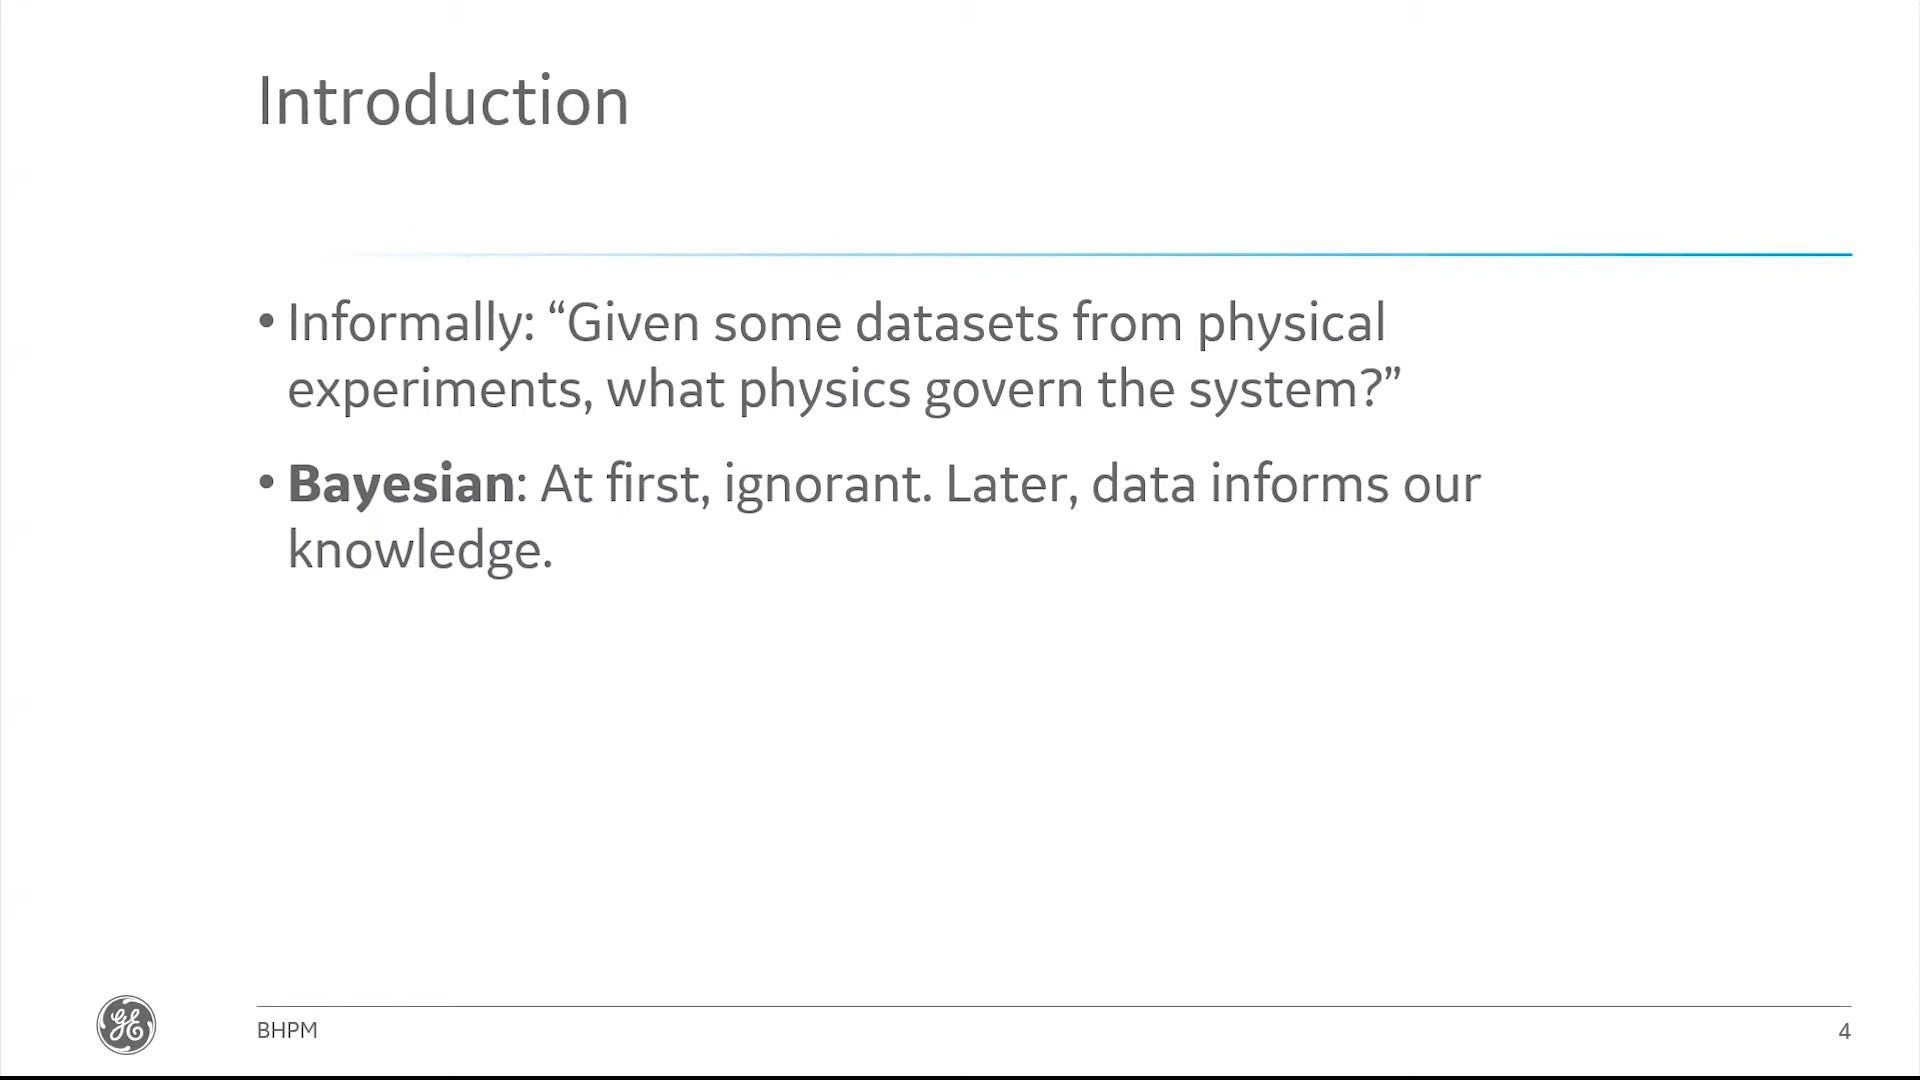 Introduction
• Informally: “Given some datasets from physical
experiments, what physics govern the system?”
• Bayesian: At first, ignorant. Later, data informs our
knowledge.
GE
BHPM
4